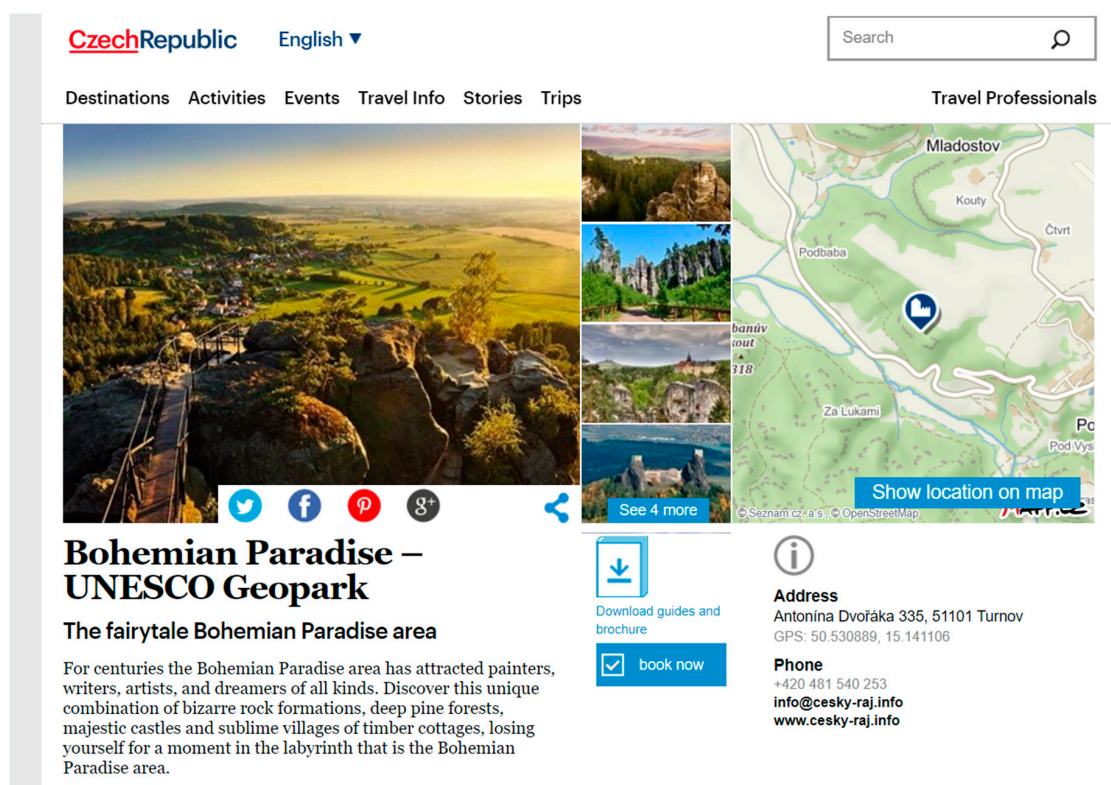 CzechRepublic English ▼ Search
Destinations Activities Events Travel Info Stories Trips Travel Professionals
Mladostov
Kouty
Čtvrt
Podbaba
banův
kout
318
Za Lukami
Po
Pod Vys
Show location on map
See 4 more
© Seznam.cz, a.s., © OpenStreetMap
Bohemian Paradise –
UNESCO Geopark
The fairytale Bohemian Paradise area
For centuries the Bohemian Paradise area has attracted painters,
writers, artists, and dreamers of all kinds. Discover this unique
combination of bizarre rock formations, deep pine forests,
majestic castles and sublime villages of timber cottages, losing
yourself for a moment in the labyrinth that is the Bohemian
Paradise area.
Download guides and
brochure
book now
Address
Antonína Dvořáka 335, 51101 Turnov
GPS: 50.530889, 15.141106
Phone
+420 481 540 253
info@cesky-raj.info
www.cesky-raj.info